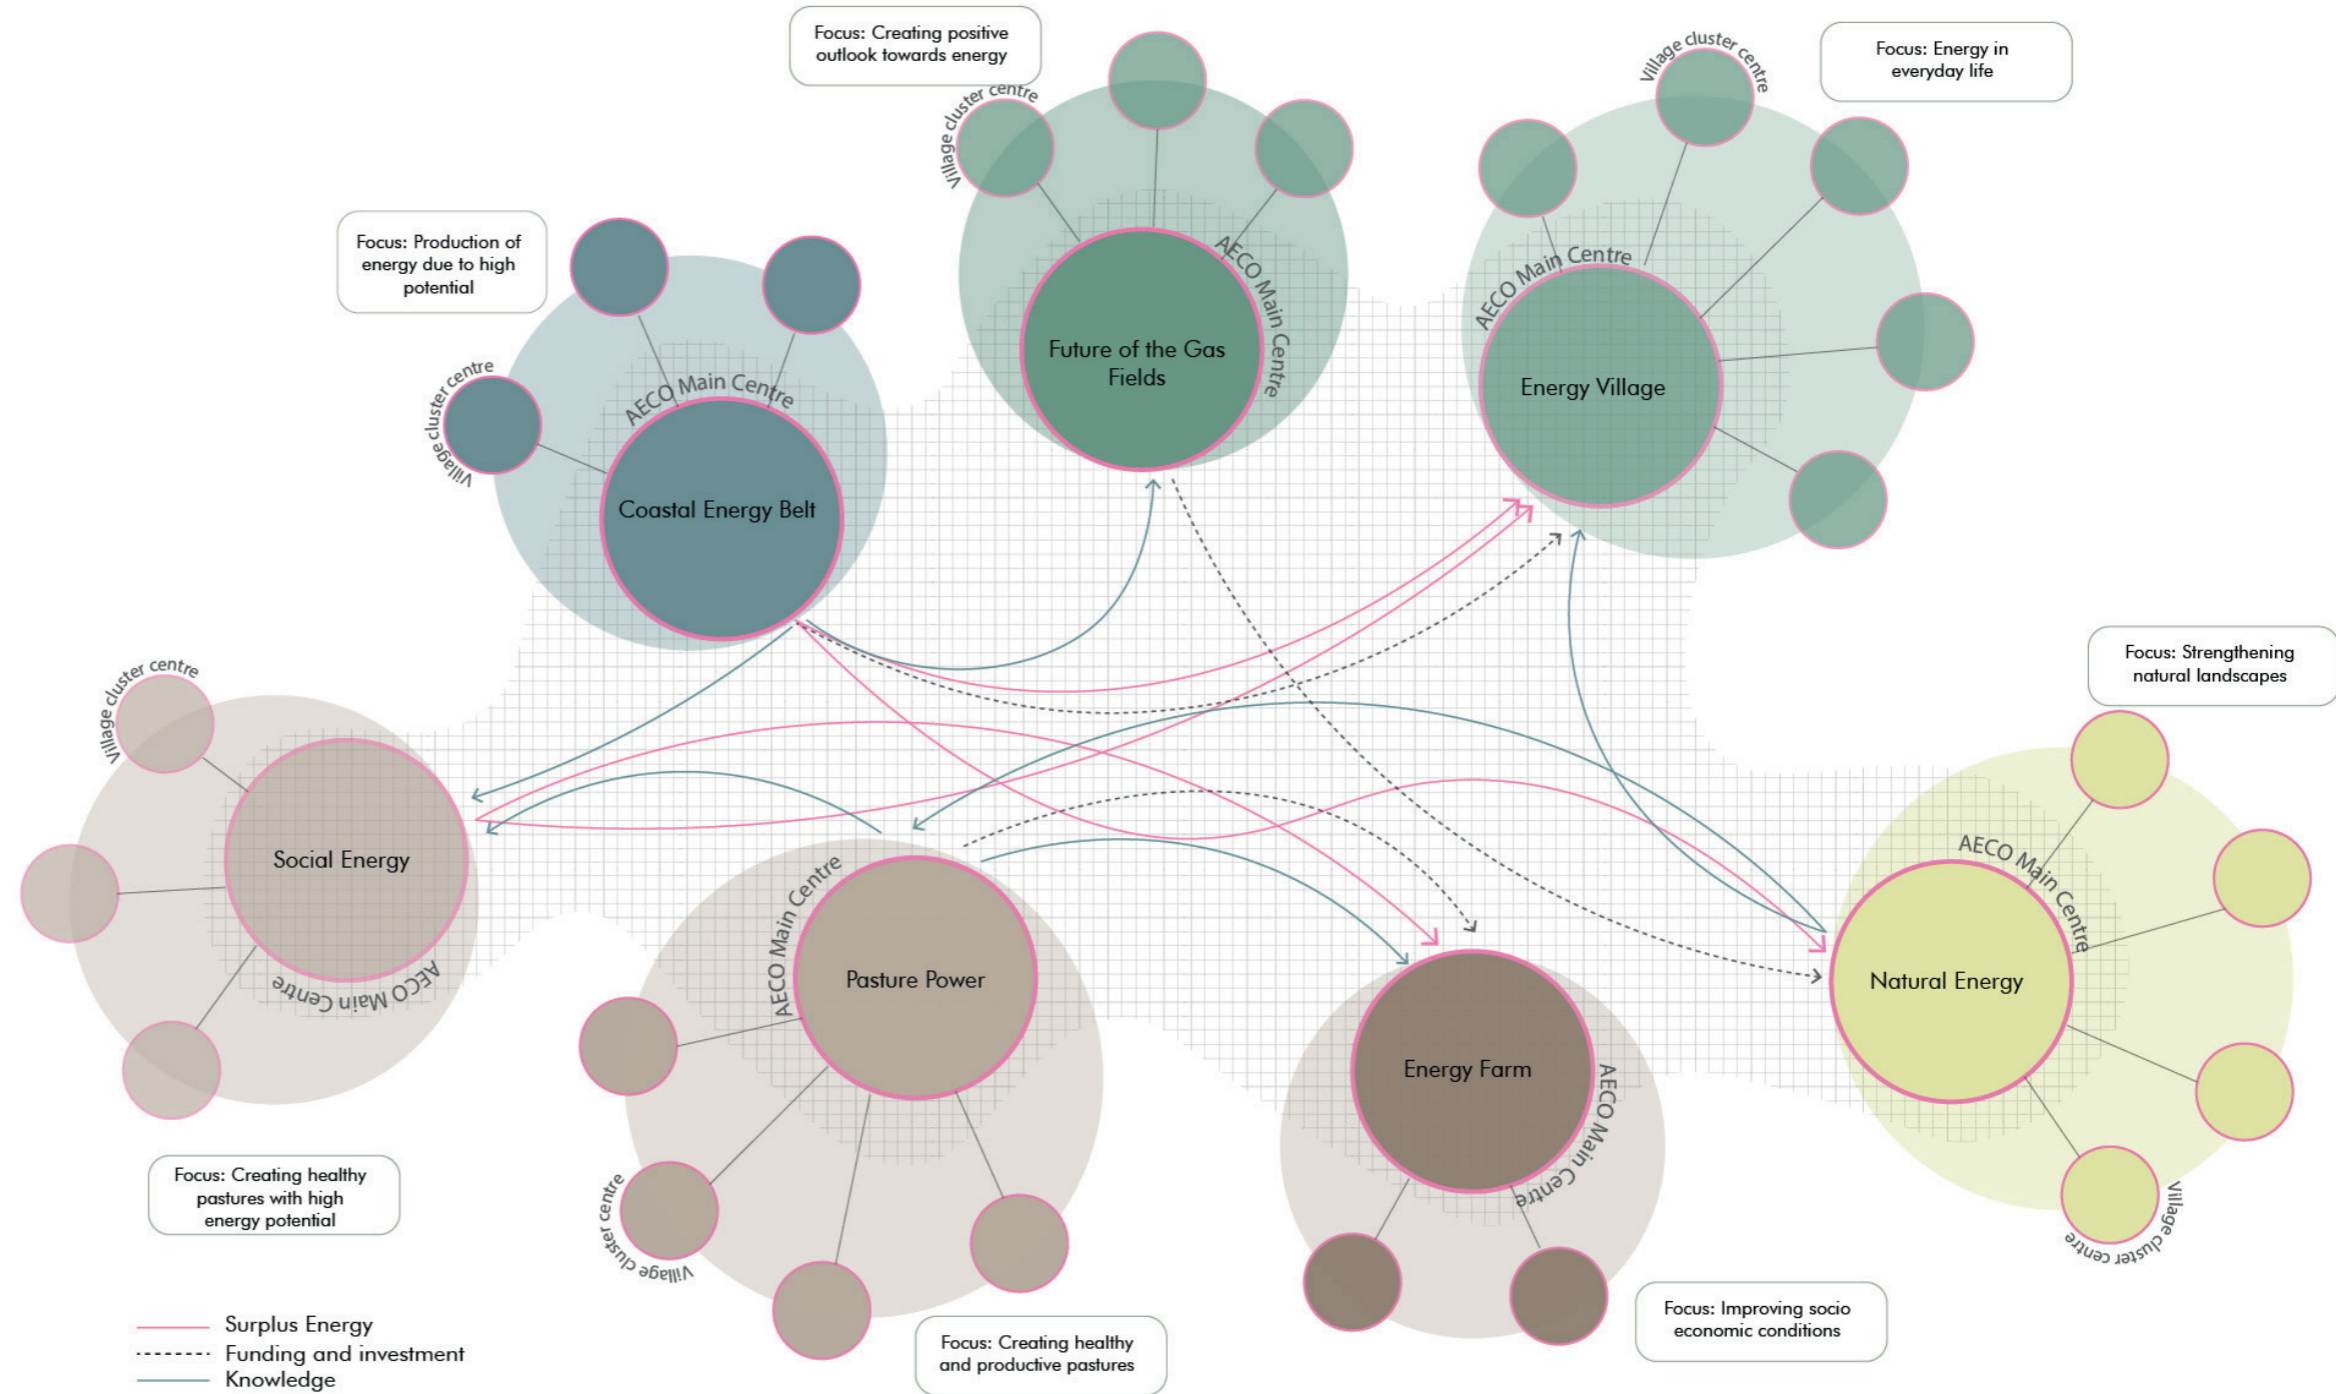 Focus: Creating positive
outlook towards energy
Village cluster centre
Village cluster centre
Focus: Energy in
everyday life
Focus: Production of
energy due to high
potential
AECO Main Centre
AECO Main Centre
Future of the Gas
Fields
Energy Village
Village cluster centre
AECO Main Centre
Coastal Energy Belt
Focus: Strengthening
natural landscapes
Village cluster centre
Social Energy
AECO Main Centre
AECO Main Centre
Pasture Power
AECO Main Centre
Natural Energy
Energy Farm
AECO Main Centre
Focus: Creating healthy
pastures with high
energy potential
Village cluster centre
Village cluster centre
Focus: Improving socio
economic conditions
Focus: Creating healthy
and productive pastures
Surplus Energy
Funding and investment
Knowledge